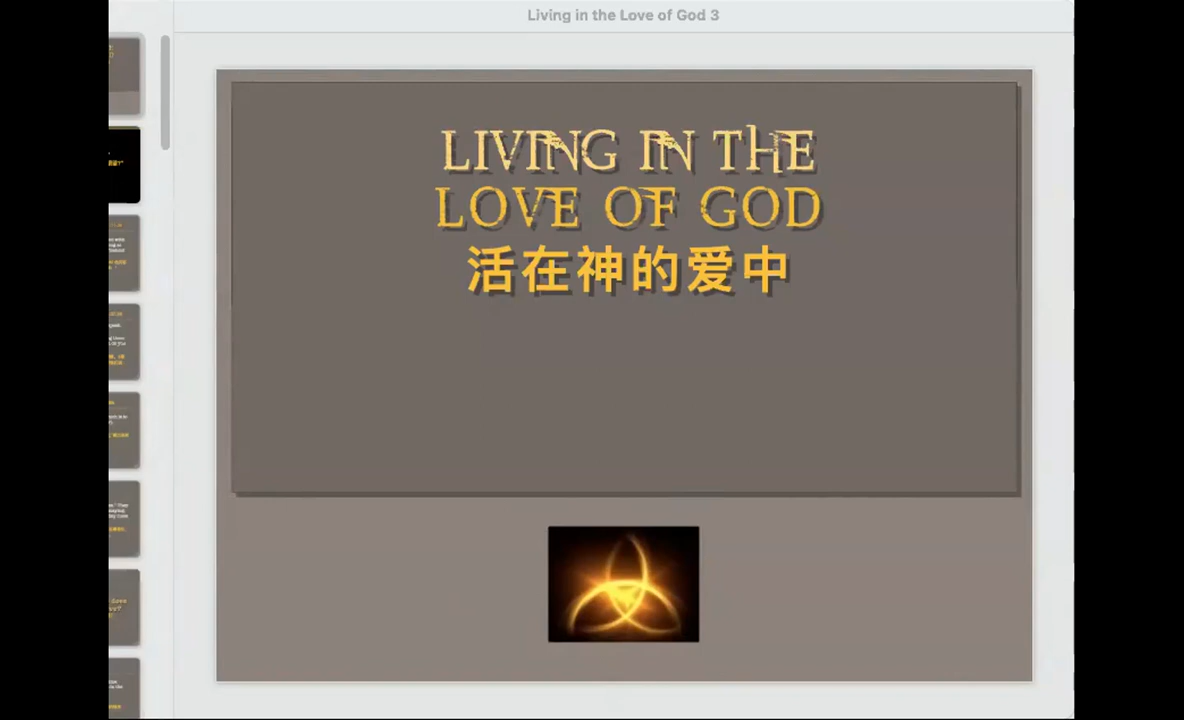 Living in the Love of God 3
LIVING IN THE
LOVE OF GOD
活在神的爱中